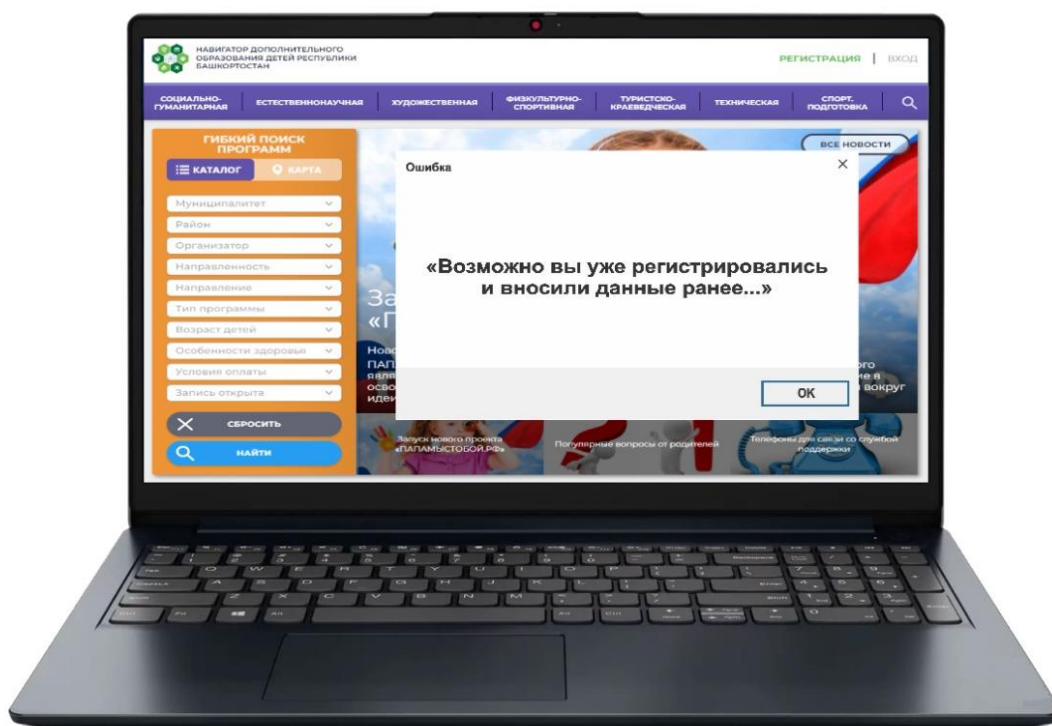 НАВИГАТОР ДОПОЛНИТЕЛЬНОГО
ОБРАЗОВАНИЯ ДЕТЕЙ РЕСПУБЛИКИ
БАШКОРТОСТАН
РЕГИСТРАЦИЯ | ВХОД
СОЦИАЛЬНО-
ГУМАНИТАРНАЯ
ЕСТЕСТВЕННОНАУЧНАЯ
ХУДОЖЕСТВЕННАЯ
ФИЗКУЛЬТУРНО-
СПОРТИВНАЯ
ТУРИСТСКО-
КРАЕВЕДЧЕСКАЯ
ТЕХНИЧЕСКАЯ
СПОРТ.
ПОДГОТОВКА
ГИБКИЙ ПОИСК
ПРОГРАММ
КАТАЛОГ
КАРТА
Муниципалитет
Район
Организатор
Направленность
Направление
Тип программы
Возраст детей
Особенности здоровья
Условия оплаты
Запись открыта
СБРОСИТЬ
НАЙТИ
ВСЕ НОВОСТИ
Ошибка
«Возможно вы уже регистрировались
и вносили данные ранее...»
OK
вокруг
Запуск нового проекта
«ПАПАМЫСТОБОЙ.РФ»
Популярные вопросы от родителей
Телефоны для связи со службой
поддержки